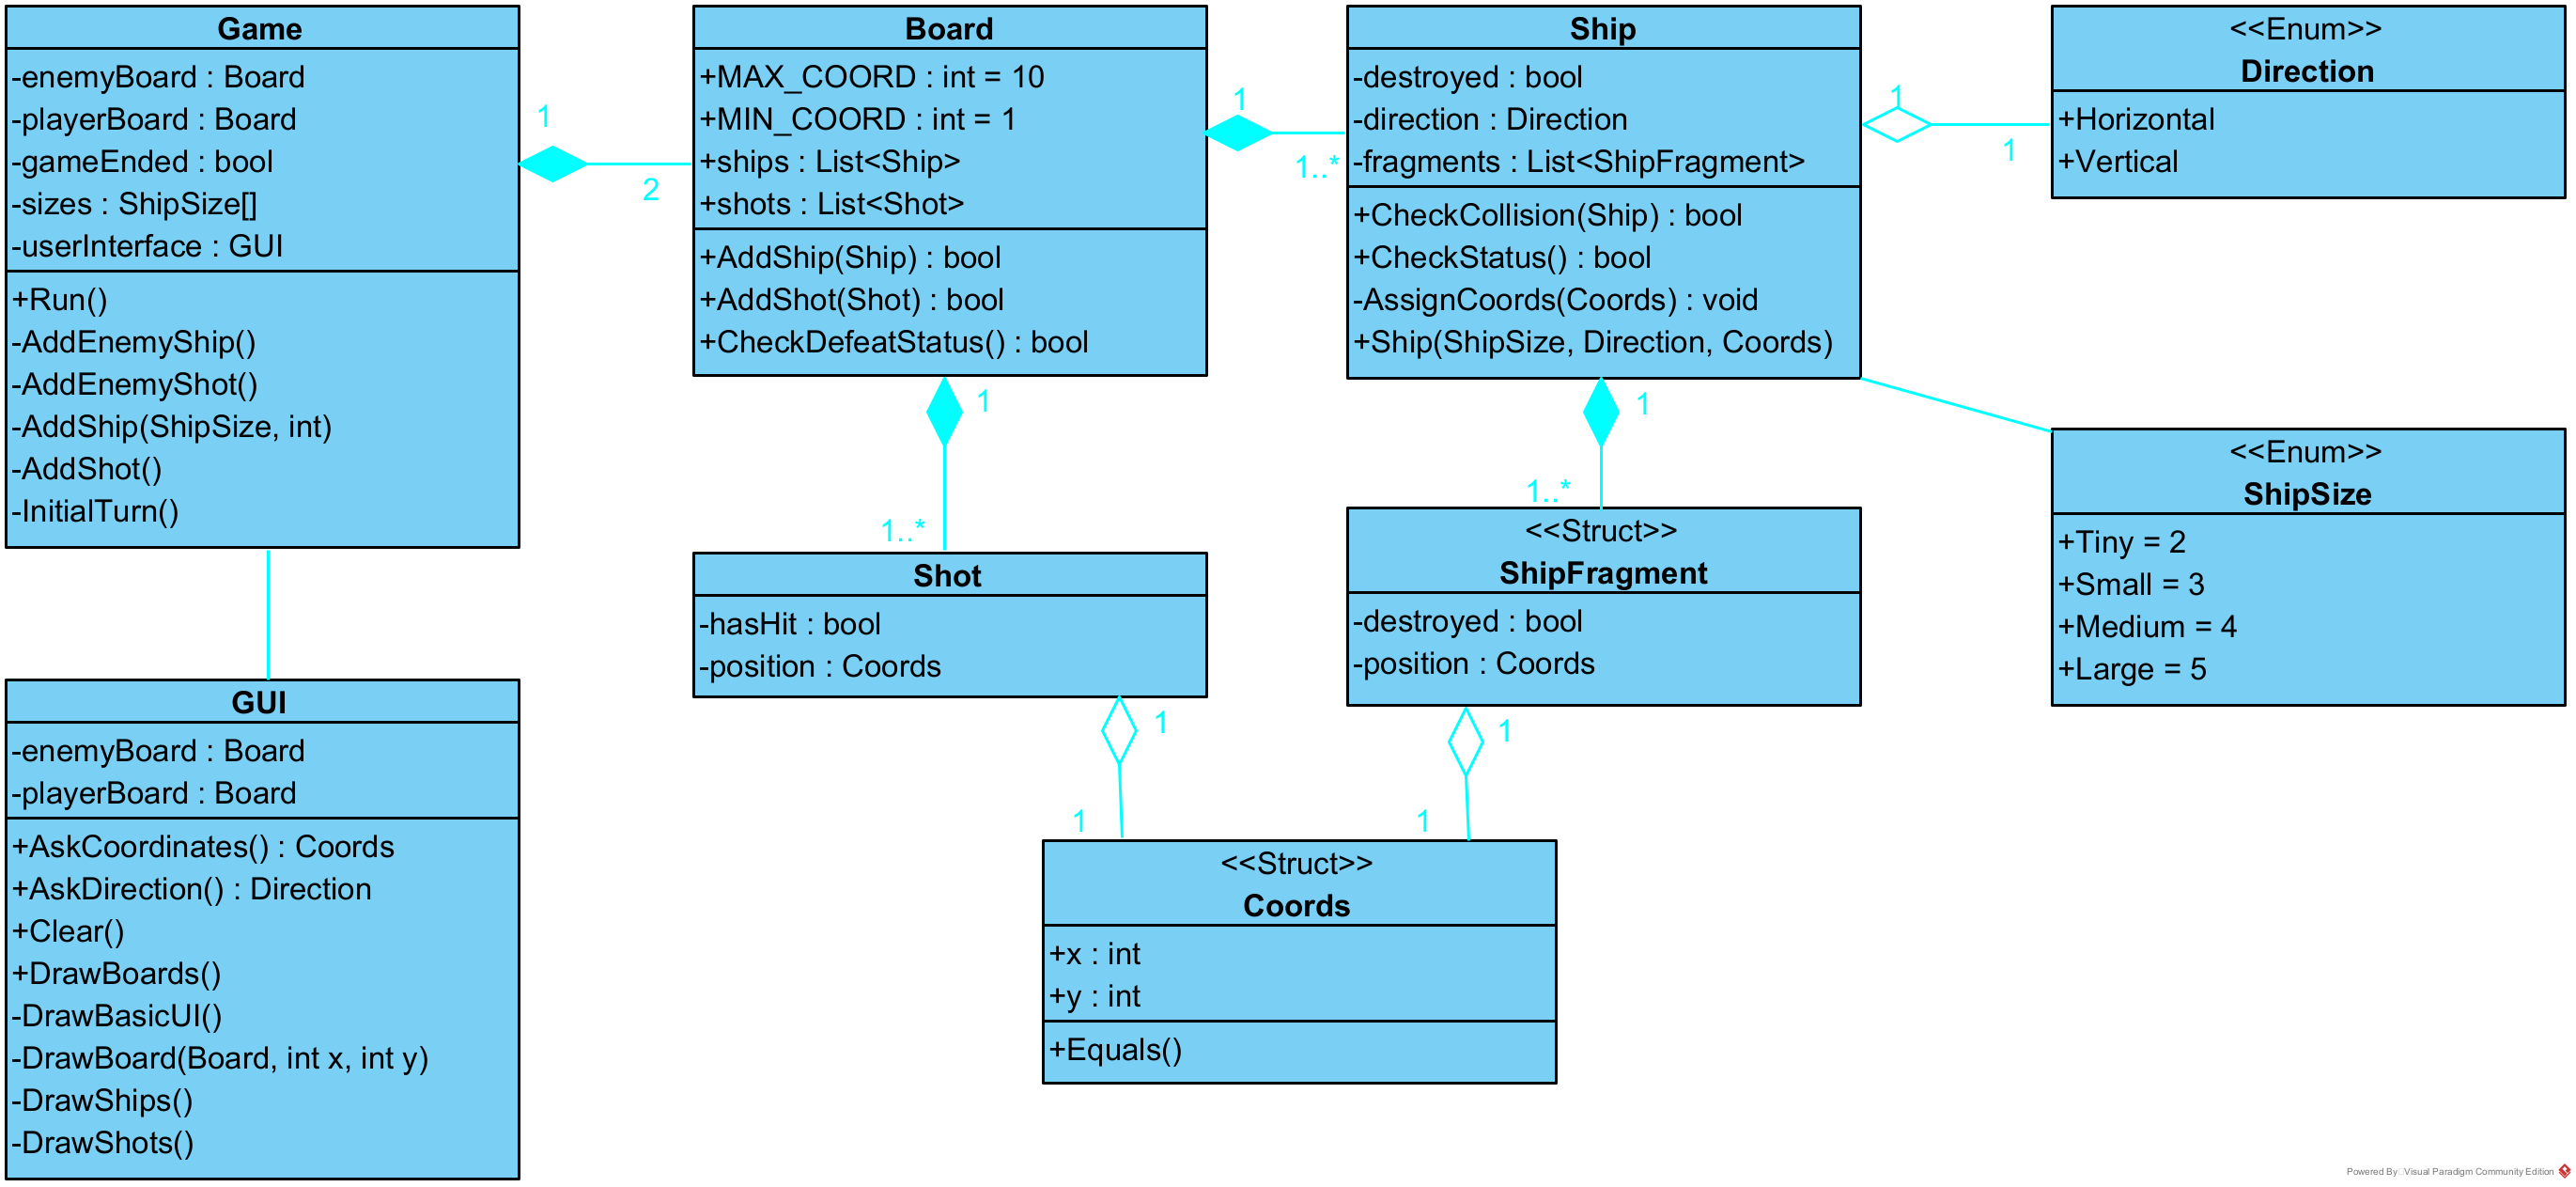 Game
-enemyBoard : Board
-playerBoard : Board
-gameEnded : bool
-sizes : ShipSize[]
-userInterface : GUI
+Run()
-AddEnemyShip()
-AddEnemyShot()
-AddShip(ShipSize, int)
-AddShot()
-InitialTurn()
1
2
Board
+MAX_COORD : int = 10
+MIN_COORD : int = 1
+ships : List<Ship>
+shots : List<Shot>
+AddShip(Ship) : bool
+AddShot(Shot) : bool
+CheckDefeatStatus() : bool
1
1..*
Ship
-destroyed : bool
-direction : Direction
-fragments : List<ShipFragment>
+CheckCollision(Ship) : bool
+CheckStatus() : bool
-AssignCoords(Coords) : void
+Ship(ShipSize, Direction, Coords)
1
1
<<Enum>>
Direction
+Horizontal
+Vertical
1
1..*
1
1..*
<<Enum>>
ShipSize
+Tiny = 2
+Small = 3
+Medium = 4
+Large = 5
Shot
-hasHit : bool
-position : Coords
<<Struct>>
ShipFragment
-destroyed : bool
-position : Coords
GUI
-enemyBoard : Board
-playerBoard : Board
+AskCoordinates() : Coords
+AskDirection() : Direction
+Clear()
+DrawBoards()
-DrawBasicUI()
-DrawBoard(Board, int x, int y)
-DrawShips()
-DrawShots()
1
1
1
1
<<Struct>>
Coords
+x : int
+y : int
+Equals()
Powered By Visual Paradigm Community Edition